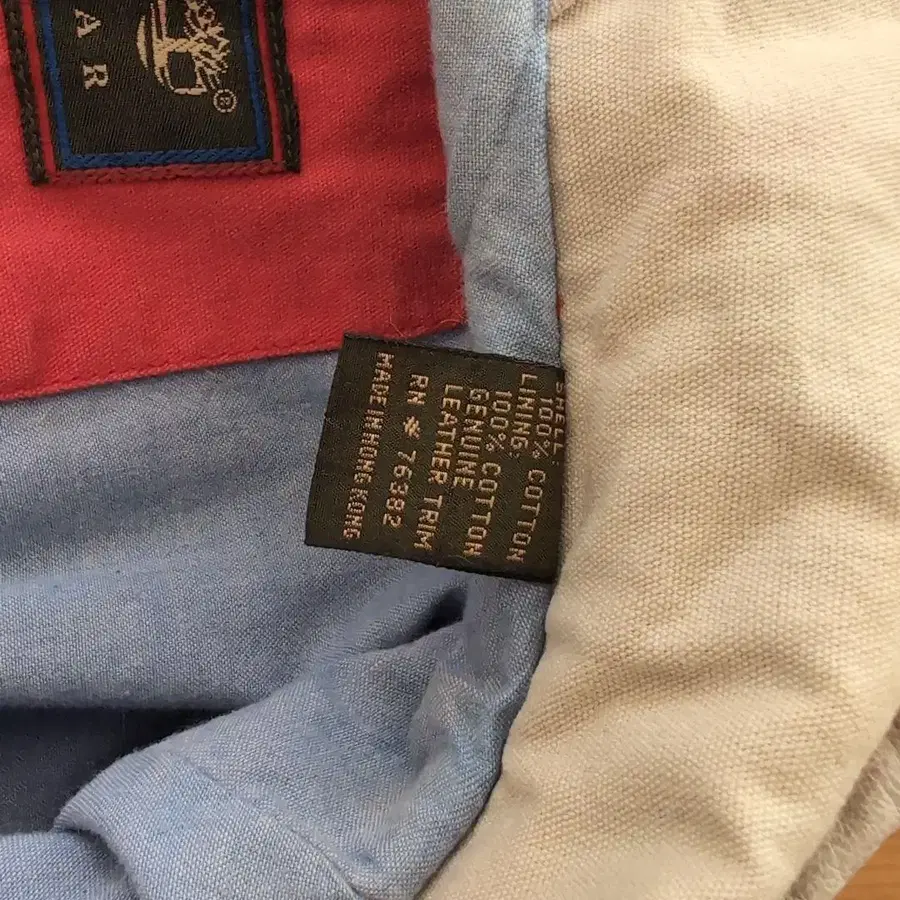 AR
®
SHELL:
100% COTTON
LINING:
100% COTTON
GENUINE
LEATHER TRIM
RN # 76382
MADE IN HONG KONG